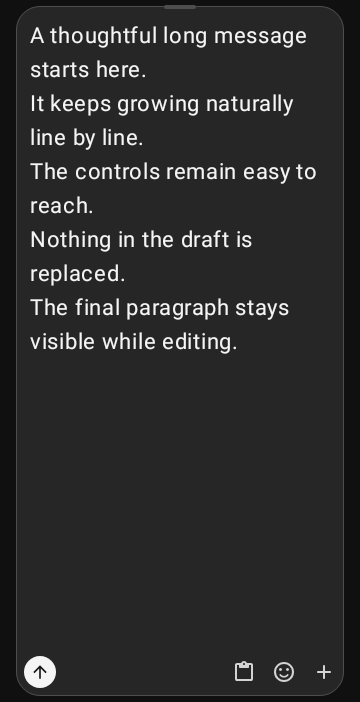 A thoughtful long message
starts here.
It keeps growing naturally
line by line.
The controls remain easy to
reach.
Nothing in the draft is
replaced.
The final paragraph stays
visible while editing.